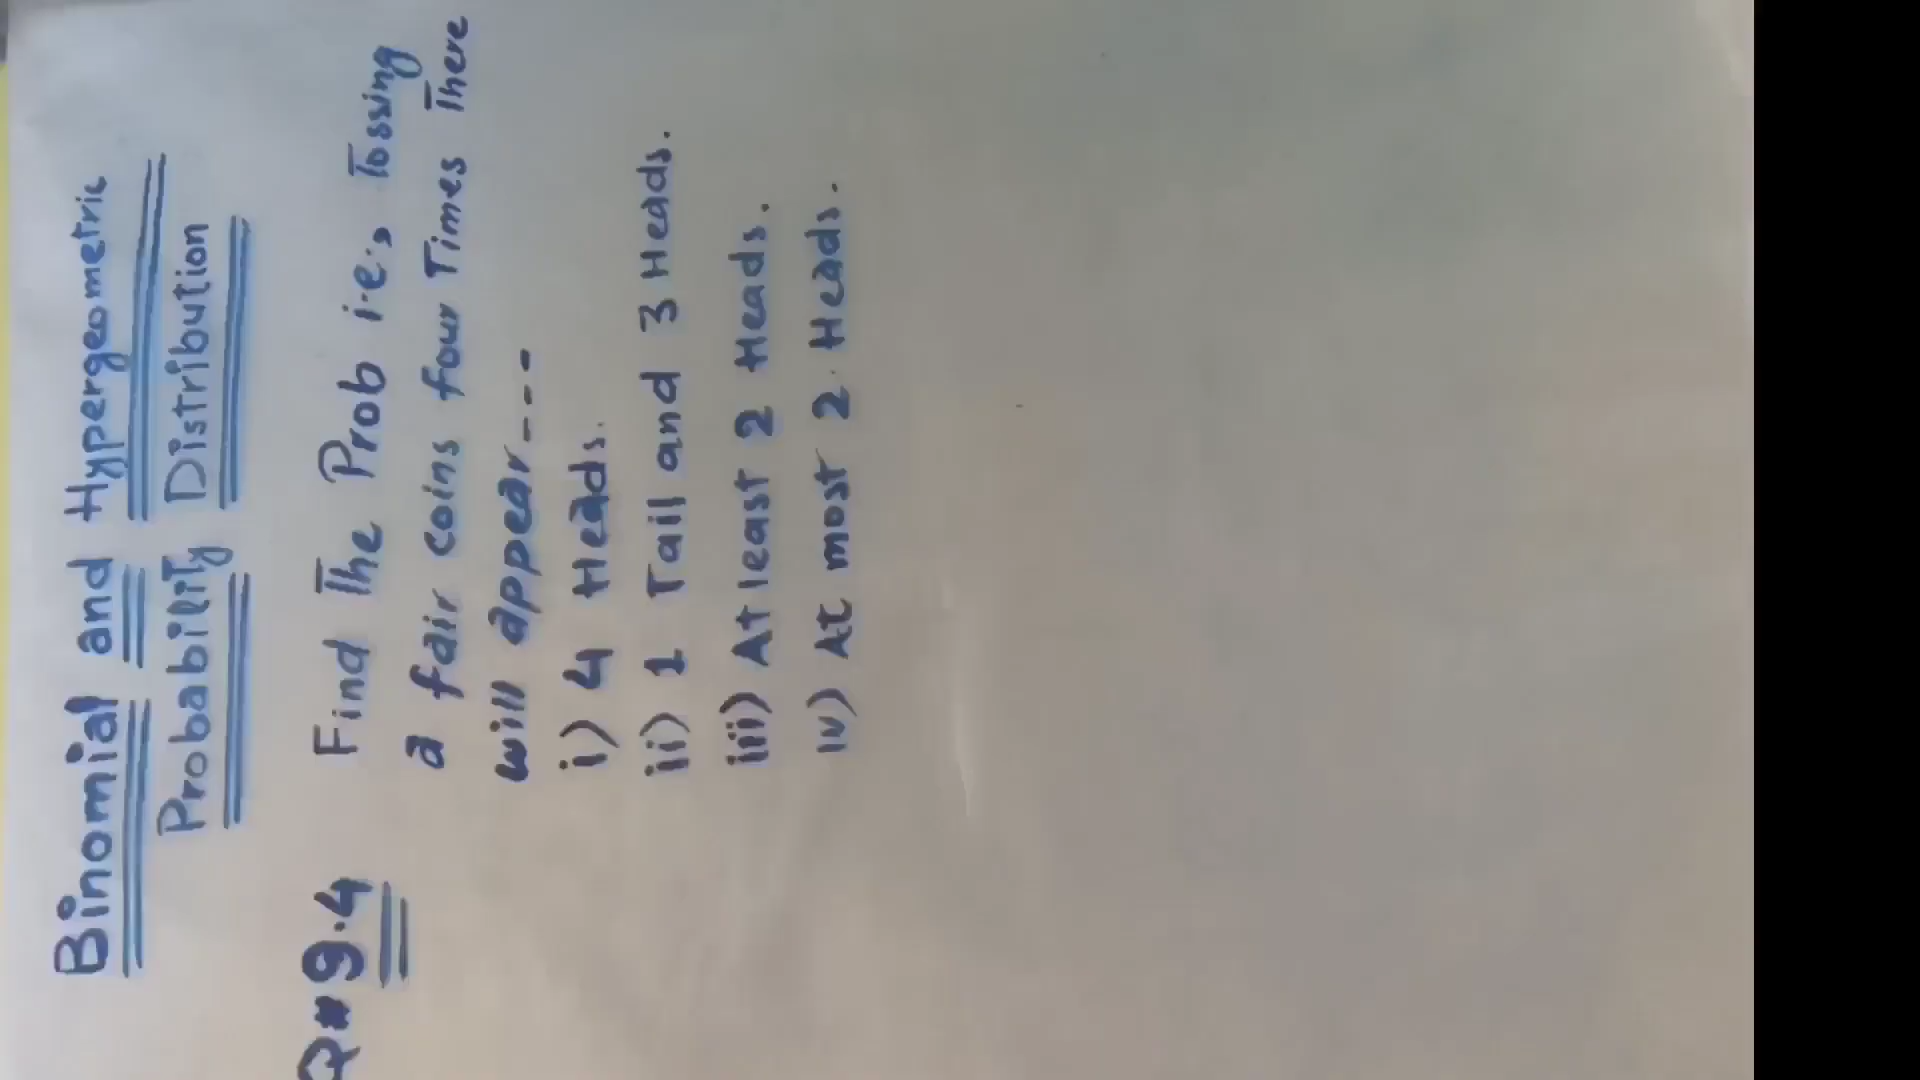 Binomial and Hypergeometric
Probability Distribution
Q#9.4 Find The Prob i.e., Tossing
a fair coins four Times There
will appear----
i) 4 Heads.
ii) 1 Tail and 3 Heads.
iii) At least 2 Heads.
iv) At most 2 Heads.